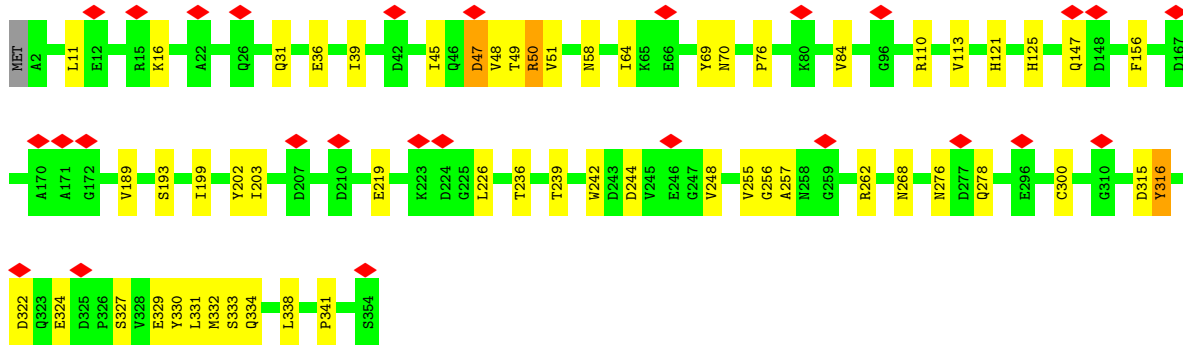 MET A2 L11 E12 R15 K16 A22 Q26 Q31 E36 I39 D42 I45 Q46 D47 V48 T49 R50 V51 N58 I64 K65 E66 Y69 N70 P76 K80 V84 G96 R110 V113 H121 H125 Q147 D148 F156 D167
A170 A171 G172 V189 S193 I199 Y202 I203 D207 D210 E219 K223 D224 G225 L226 T236 T239 W242 D243 D244 V245 E246 G247 V248 V255 G256 A257 N258 G259 R262 N268 N276 D277 Q278 E296 C300 G310 D315 Y316
D322 Q323 E324 D325 P326 S327 V328 E329 Y330 L331 M332 S333 Q334 L338 P341 S354